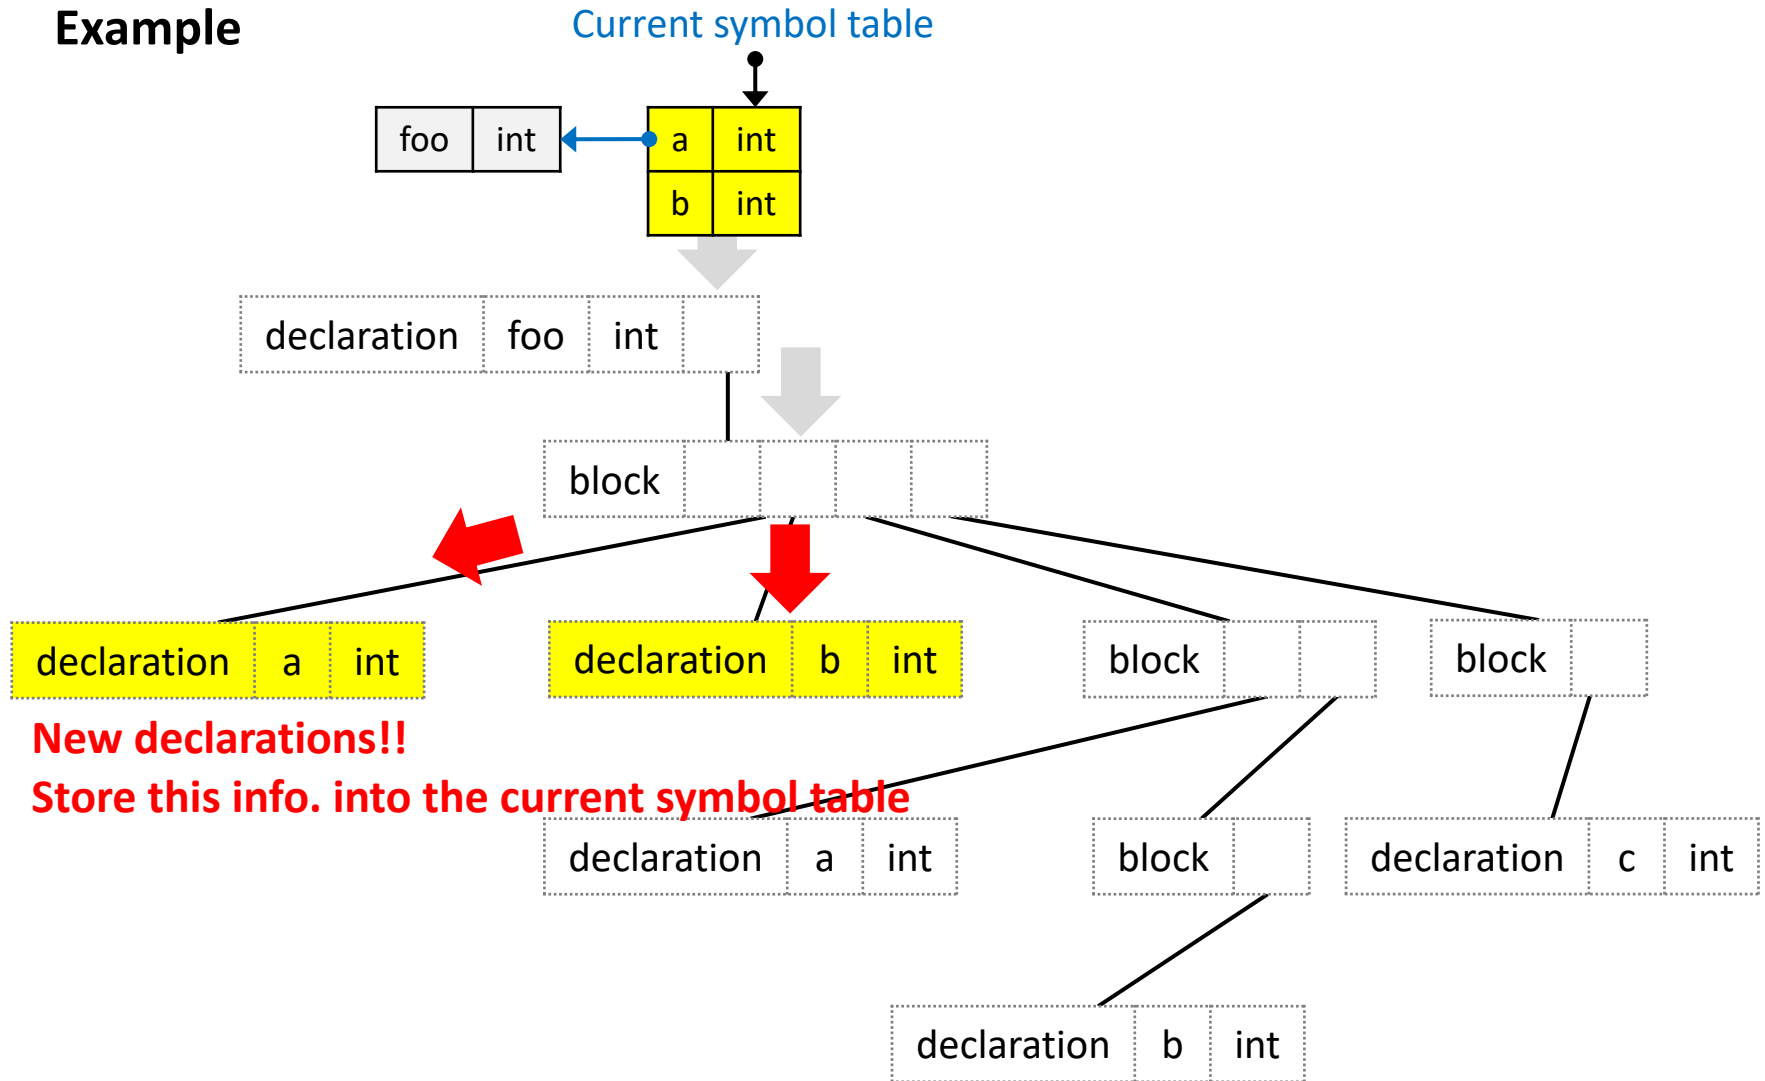 Example
Current symbol table
foo int
a int
b int
declaration foo int
block
declaration a int
declaration b int
block
block
New declarations!!
Store this info. into the current symbol table
declaration a int
block
declaration c int
declaration b int